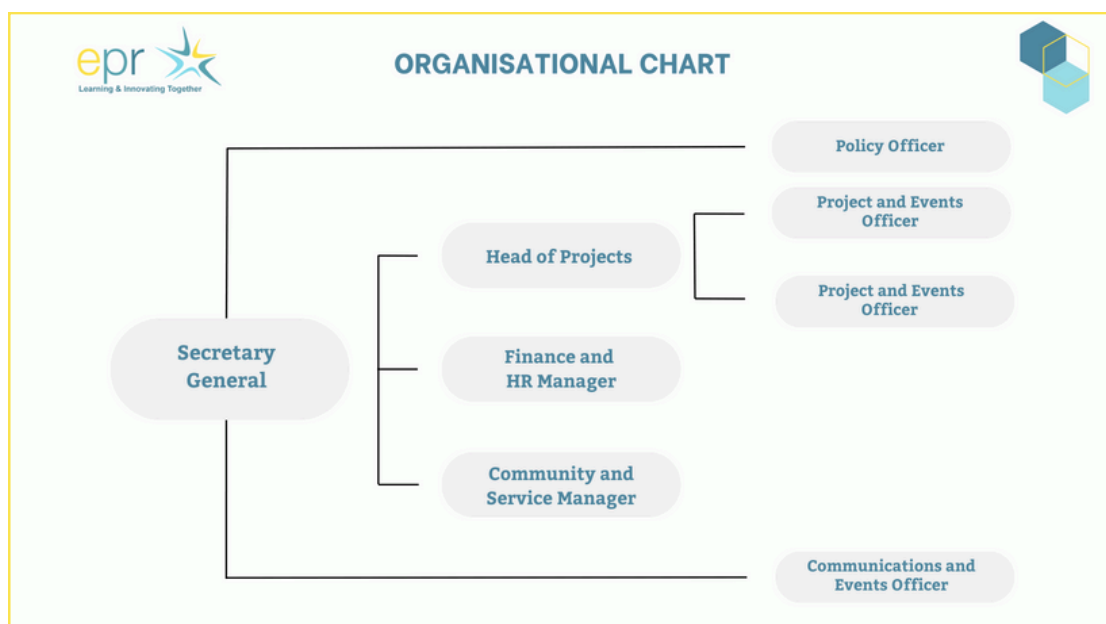 epr
Learning & Innovating Together
ORGANISATIONAL CHART
Policy Officer
Project and Events
Officer
Head of Projects
Project and Events
Officer
Secretary
General
Finance and
HR Manager
Community and
Service Manager
Communications and
Events Officer